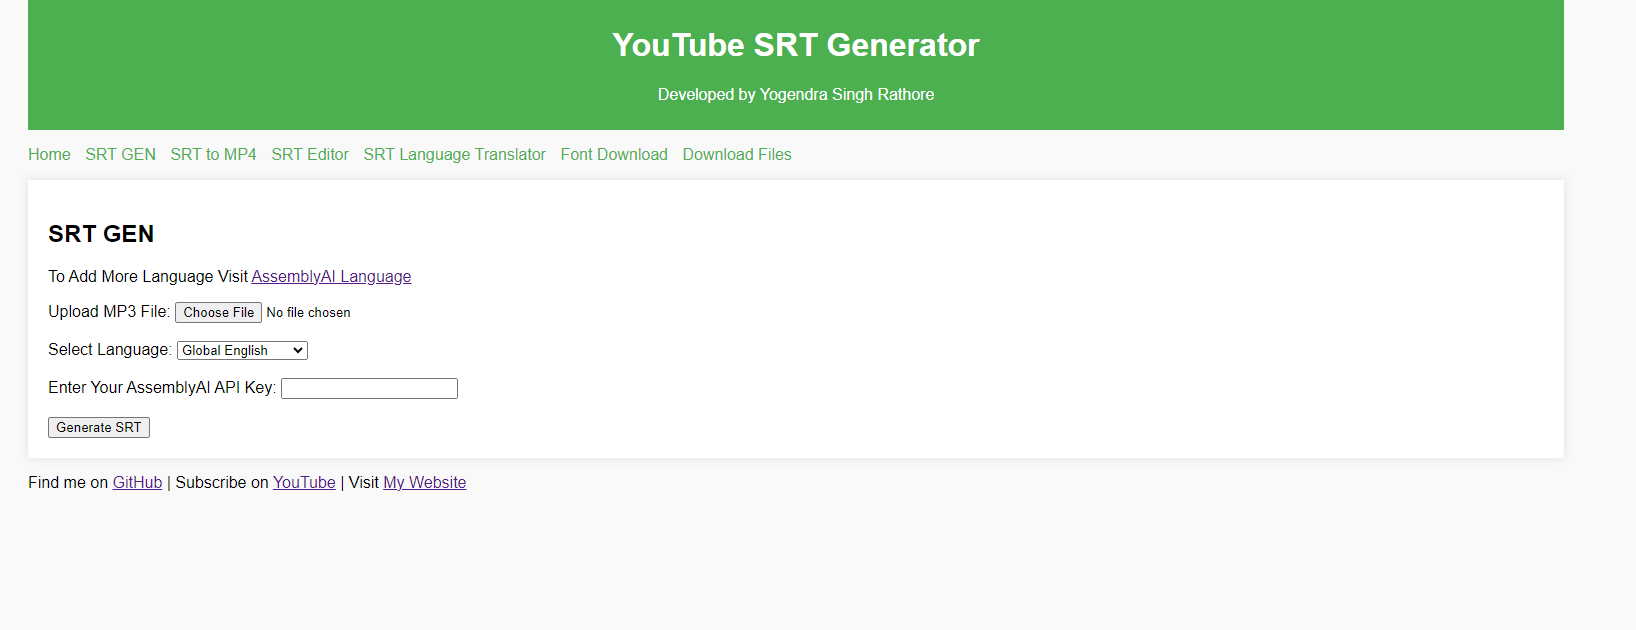 YouTube SRT Generator
Developed by Yogendra Singh Rathore
Home SRT GEN SRT to MP4 SRT Editor SRT Language Translator Font Download Download Files
SRT GEN
To Add More Language Visit AssemblyAI Language
Upload MP3 File: Choose File No file chosen
Select Language: Global English
Enter Your AssemblyAI API Key:
Generate SRT
Find me on GitHub | Subscribe on YouTube | Visit My Website